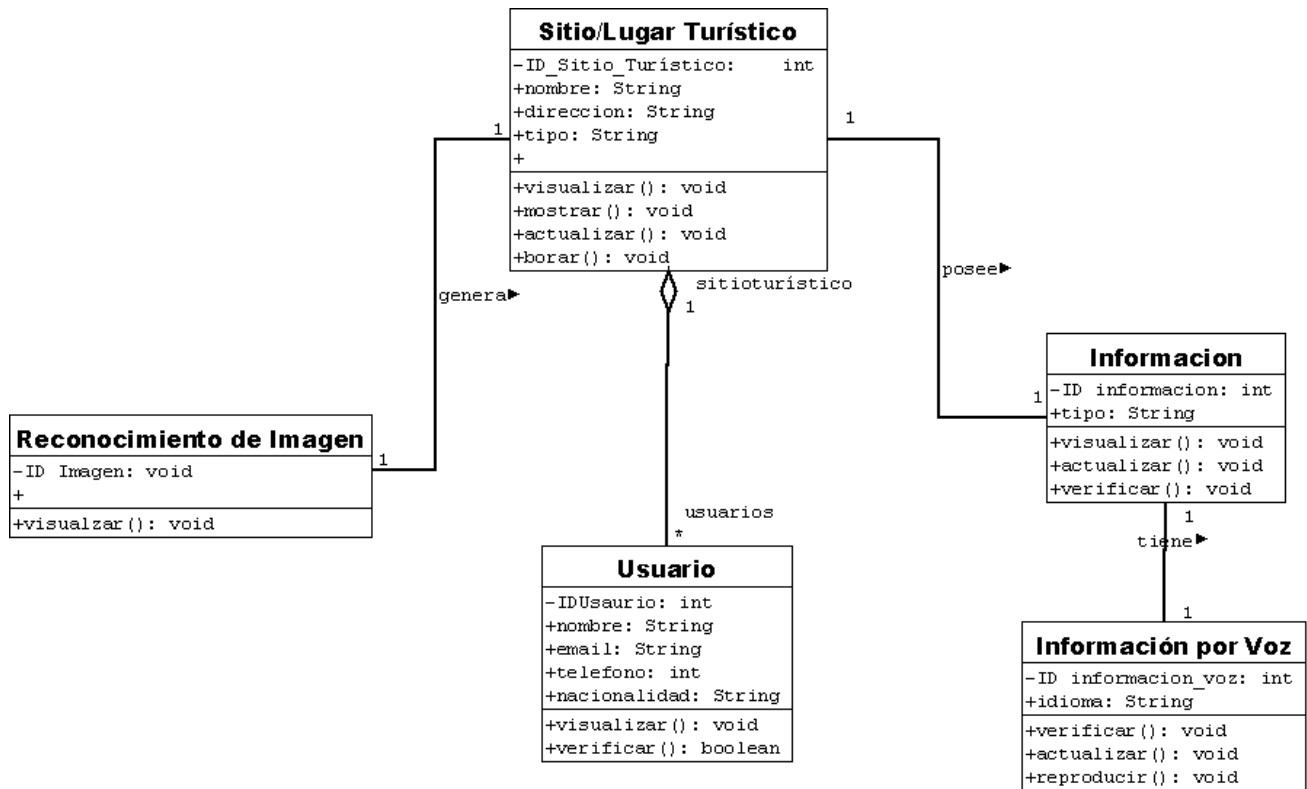 Sitio/Lugar Turístico
-ID_Sitio_Turístico: int
+nombre: String
+direccion: String
+tipo: String
+
+visualizar(): void
+mostrar(): void
+actualizar(): void
+borar(): void
1
1
genera►
sitioturístico
1
posee►
Informacion
-ID informacion: int
+tipo: String
+visualizar(): void
+actualizar(): void
+verificar(): void
1
Reconocimiento de Imagen
-ID Imagen: void
+
+visualzar(): void
1
usuarios
*
Usuario
-IDUsaurio: int
+nombre: String
+email: String
+telefono: int
+nacionalidad: String
+visualizar(): void
+verificar(): boolean
1
tiene►
1
Información por Voz
-ID informacion_voz: int
+idioma: String
+verificar(): void
+actualizar(): void
+reproducir(): void